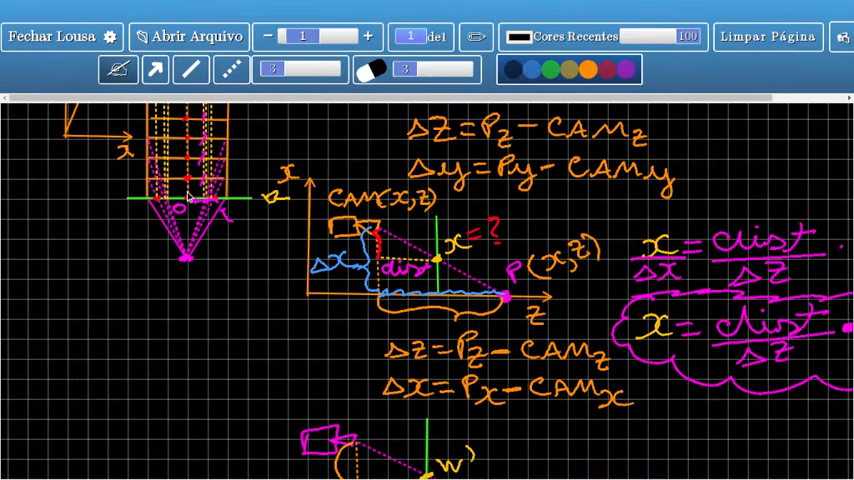 Fechar Lousa Abrir Arquivo − 1 + 1 de1 Cores Recentes 100 Limpar Página
3 3
ΔZ = Pz − CAMz
Δy = Py − CAMy
x
x
CAM(x,z)
x = ?
Δx
dist
P (x,z)
z
Δz = Pz − CAMz
Δx = Px − CAMx
x/Δx = dist/Δz
x = dist/Δz ·
0
W